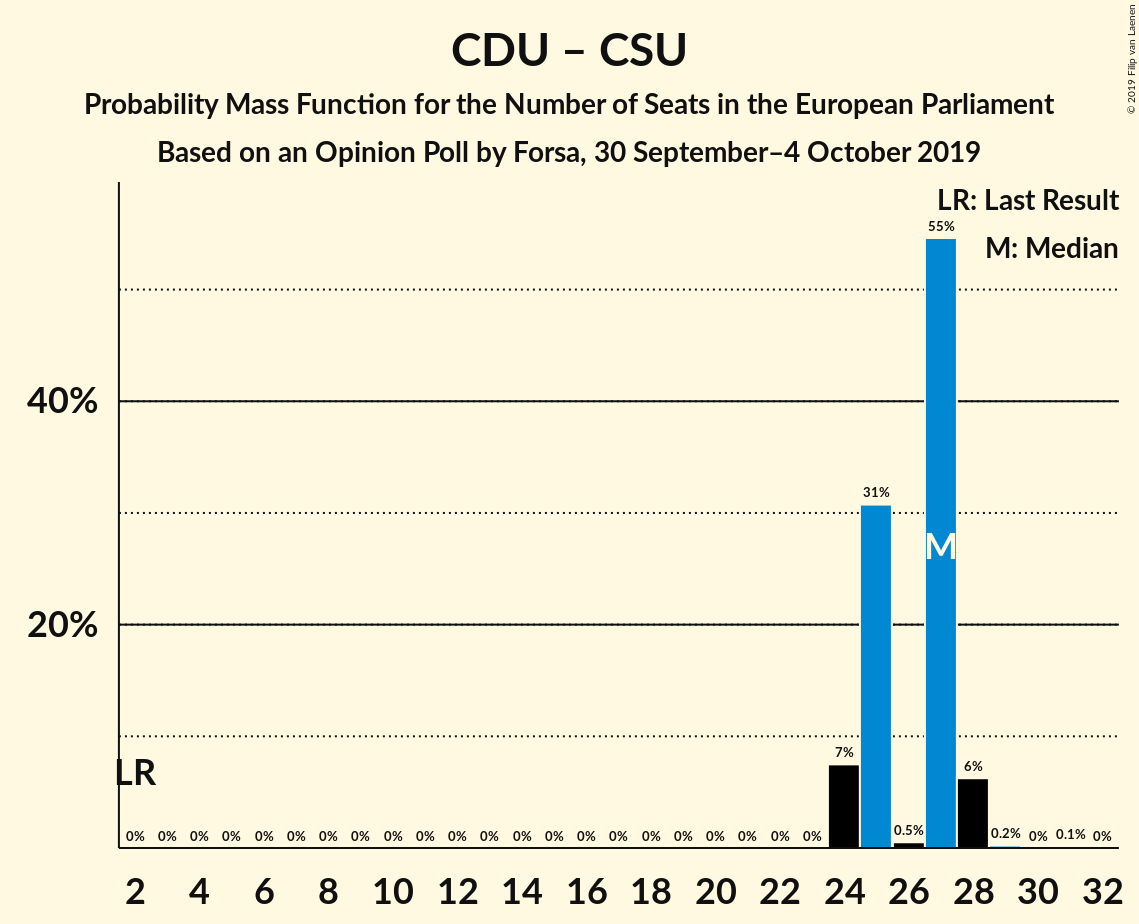 CDU – CSU
Probability Mass Function for the Number of Seats in the European Parliament
Based on an Opinion Poll by Forsa, 30 September–4 October 2019
© 2019 Filip van Laenen
LR: Last Result
M: Median
55%
40%
31%
M
20%
LR
7%
6%
0% 0% 0% 0% 0% 0% 0% 0% 0% 0% 0% 0% 0% 0% 0% 0% 0% 0% 0% 0% 0% 0% 0.5% 0.2% 0% 0.1% 0%
2 4 6 8 10 12 14 16 18 20 22 24 26 28 30 32